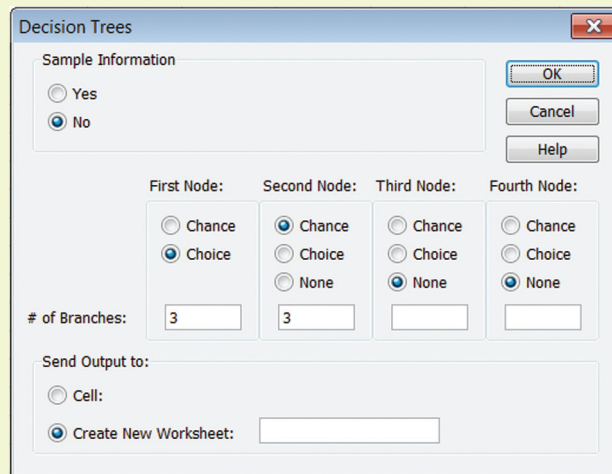 Decision Trees
Sample Information
Yes
No
OK
Cancel
Help
First Node: Second Node: Third Node: Fourth Node:
Chance Chance Chance Chance
Choice Choice Choice Choice
None None None
# of Branches: 3 3
Send Output to:
Cell:
Create New Worksheet: